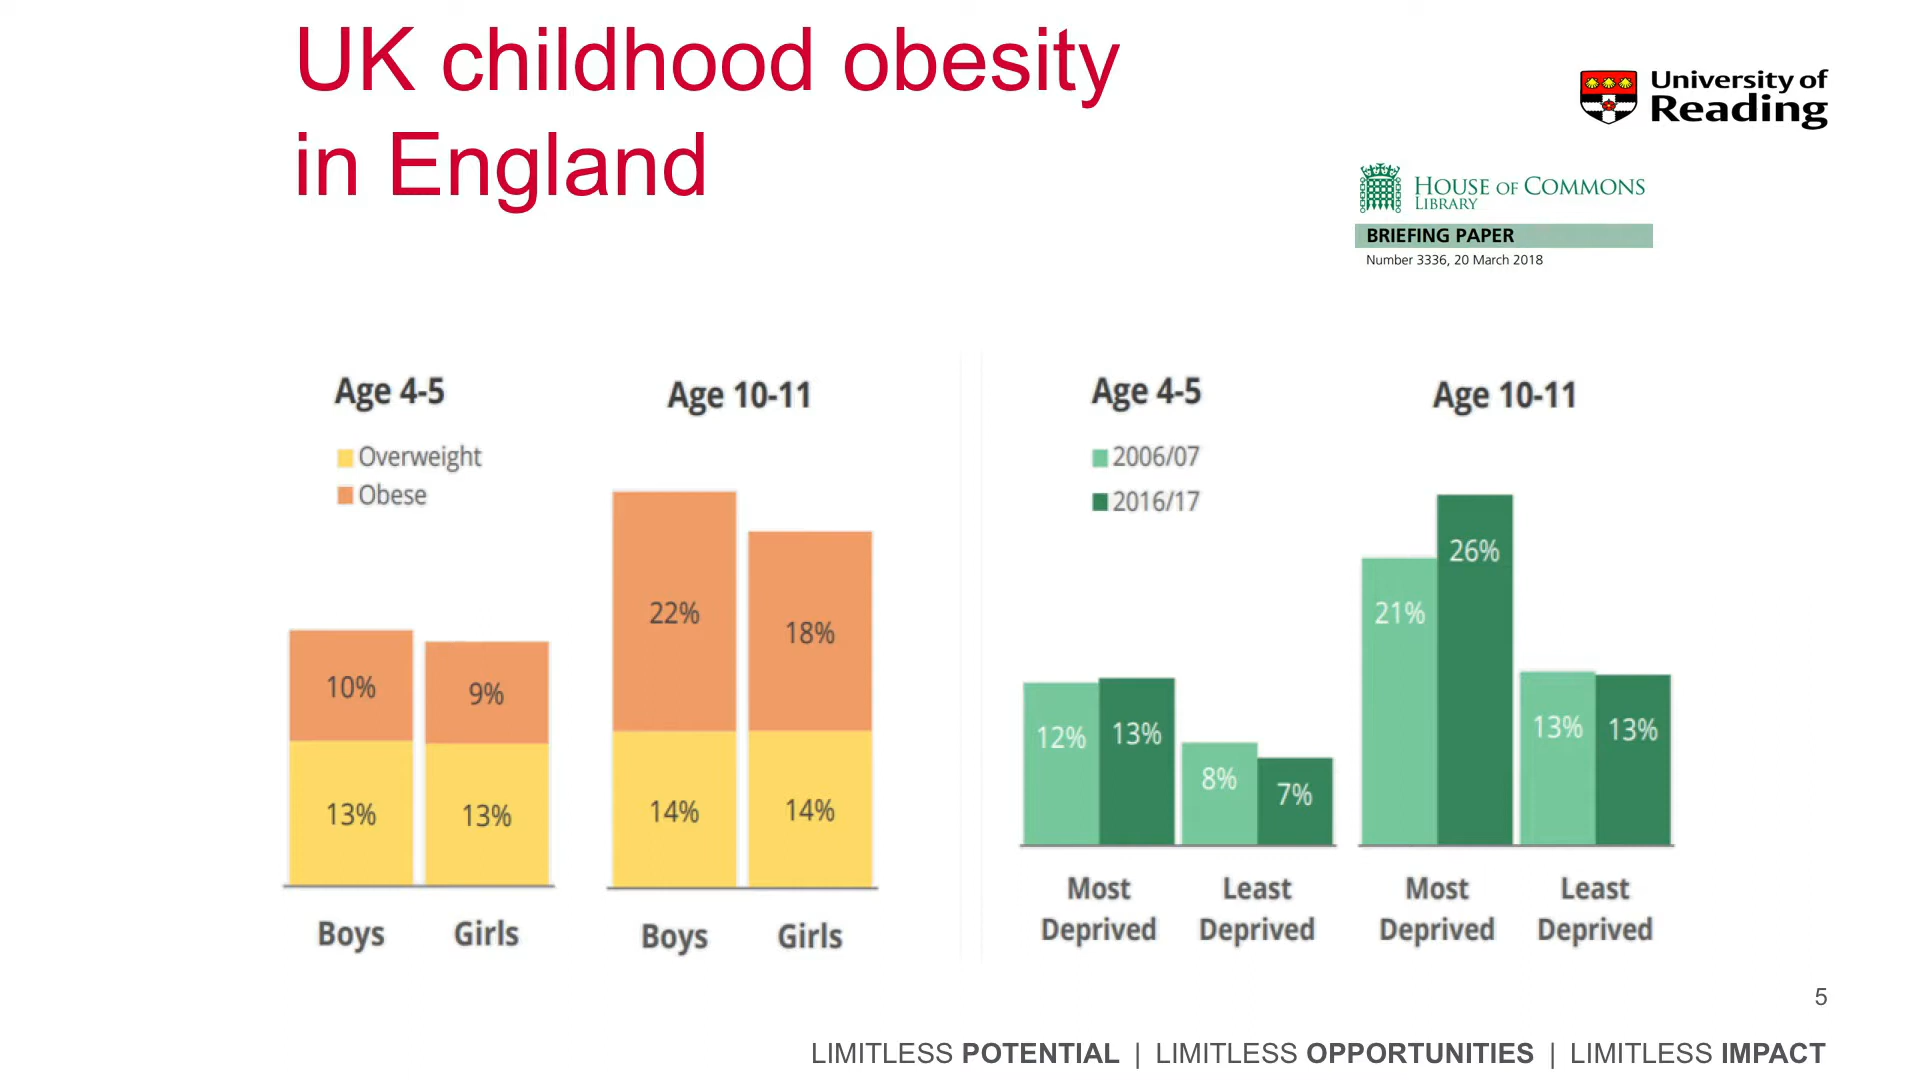 UK childhood obesity
in England
University of
Reading
HOUSE OF COMMONS
LIBRARY
BRIEFING PAPER
Number 3336, 20 March 2018
Age 4-5
Overweight
Obese
10%
9%
13%
13%
Boys
Girls
Age 10-11
22%
18%
14%
14%
Boys
Girls
Age 4-5
2006/07
2016/17
12%
13%
8%
7%
Most
Deprived
Least
Deprived
Age 10-11
21%
26%
13%
13%
Most
Deprived
Least
Deprived
5
LIMITLESS POTENTIAL | LIMITLESS OPPORTUNITIES | LIMITLESS IMPACT